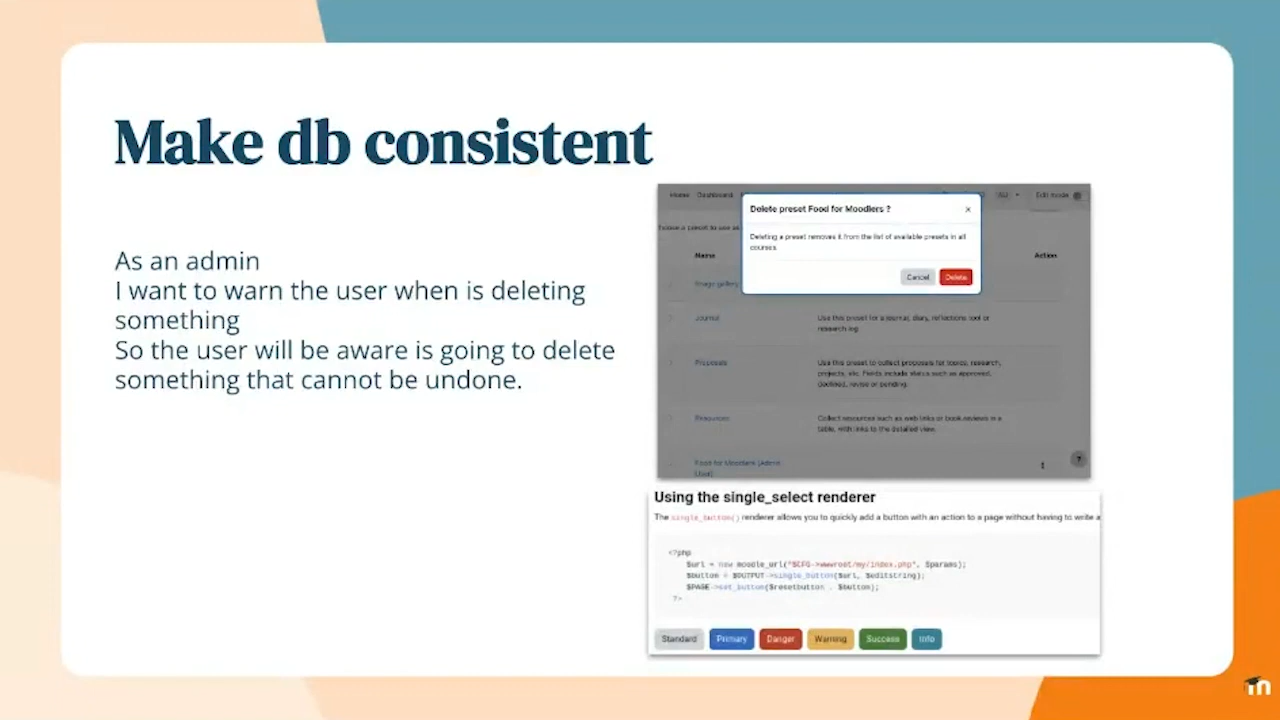 Make db consistent
As an admin
I want to warn the user when is deleting
something
So the user will be aware is going to delete
something that cannot be undone.
Home Dashboard
Edit mode
Delete preset Food for Moodlers ?
×
Deleting a preset removes it from the list of available presets in all
courses.
Cancel Delete
Name Action
Image gallery
Journal Use this preset for a journal, diary, reflections tool or
research log.
Proposals Use this preset to collect proposals for topics, research,
projects, etc. Fields include status such as approved,
declined, revise or pending.
Resources Collect resources such as web links or book reviews in a
table, with links to the detailed view.
Food for Moodlers (Admin
User)
?
Using the single_select renderer
The single_button() renderer allows you to quickly add a button with an action to a page without having to write a
<?php
$url = new moodle_url("$CFG->wwwroot/my/index.php", $params);
$button = $OUTPUT->single_button($url, $editstring);
$PAGE->set_button($resetbutton . $button);
?>
Standard Primary Danger Warning Success Info
m